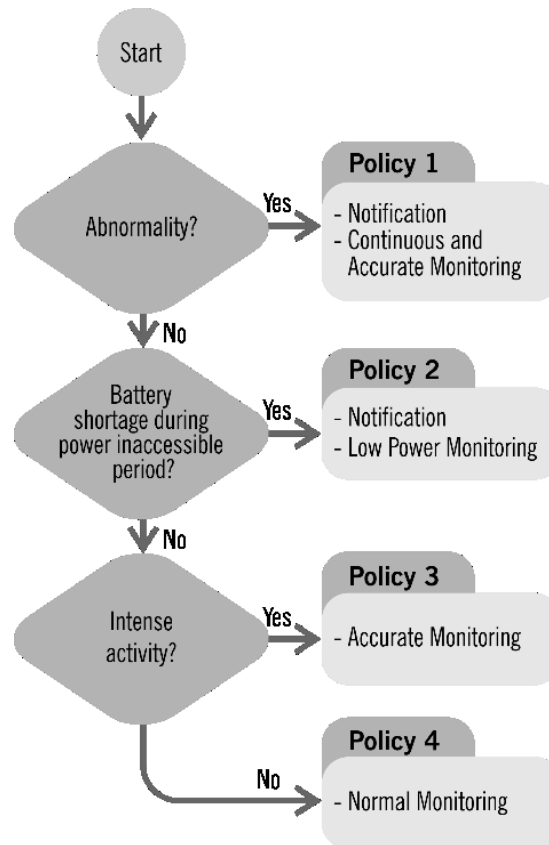 Start
Abnormality?
Yes
Policy 1
- Notification
- Continuous and
Accurate Monitoring
No
Battery
shortage during
power inaccessible
period?
Yes
Policy 2
- Notification
- Low Power Monitoring
No
Intense
activity?
Yes
Policy 3
- Accurate Monitoring
No
Policy 4
- Normal Monitoring